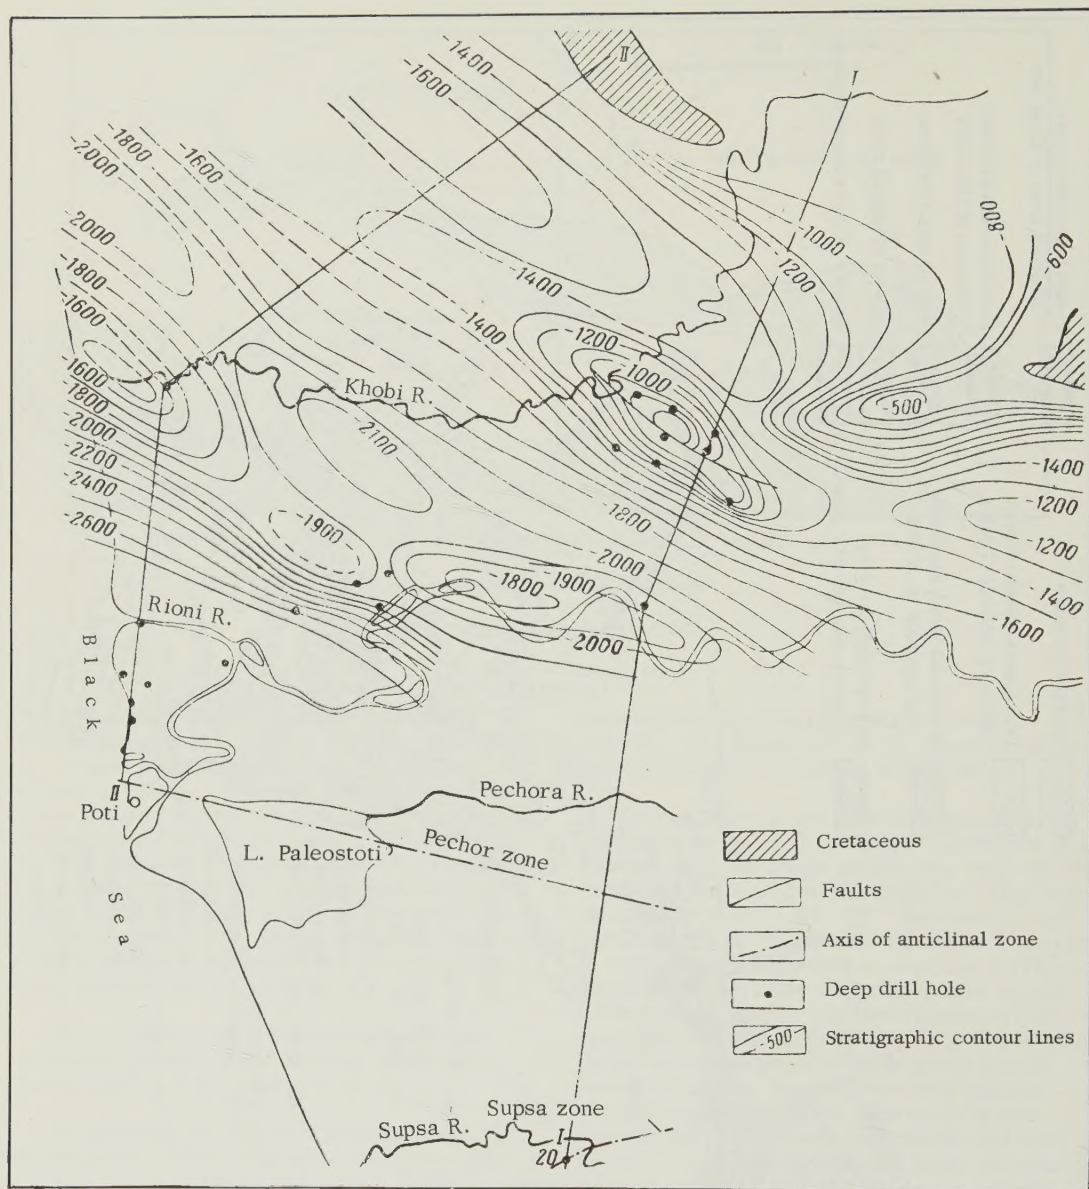 -1400
-1600
II
I
-2000
-1800
-1600
-2000
-1800
-1600
-1600
-1800
-2000
-2200
-2400
-2600
-1400
-1400
-1200
1000
1000
1200
800
-600
-500
-1400
-1200
-1200
-1400
-1600
Khobi R.
-2100
-1900
-1800
-1800
-1900
-2000
2000
Rioni R.
Black
Sea
II
Poti
Pechora R.
Pechor zone
L. Paleostoti
Supsa zone
Supsa R.
I
20
Cretaceous
Faults
Axis of anticlinal zone
Deep drill hole
-500
Stratigraphic contour lines